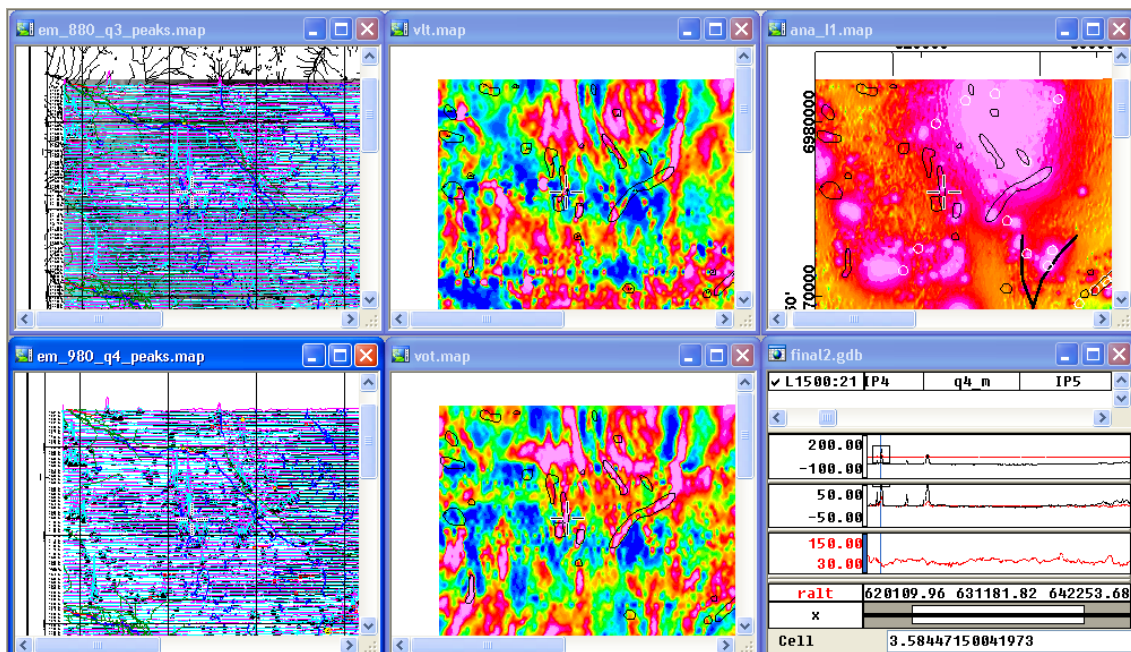 em_880_q3_peaks.map
vlt.map
ana_l1.map
6980000
em_980_q4_peaks.map
vot.map
final2.gdb
L1500:21 IP4 q4_m IP5
200.00
-100.00
50.00
-50.00
150.00
30.00
ralt 620109.96 631181.82 642253.68
x
Cell 3.58447150041973